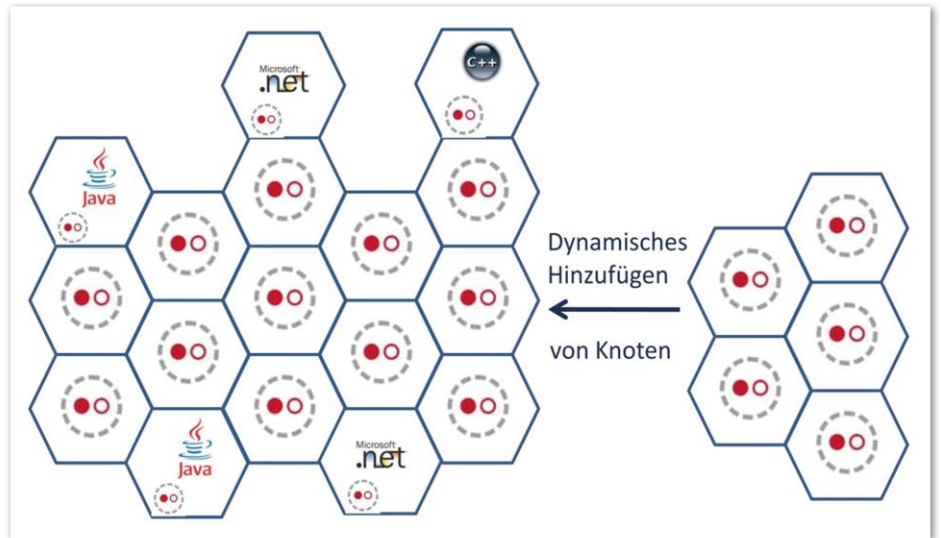 Microsoft
.net
C++
Java
Dynamisches
Hinzufügen
von Knoten
Java
Microsoft
.net